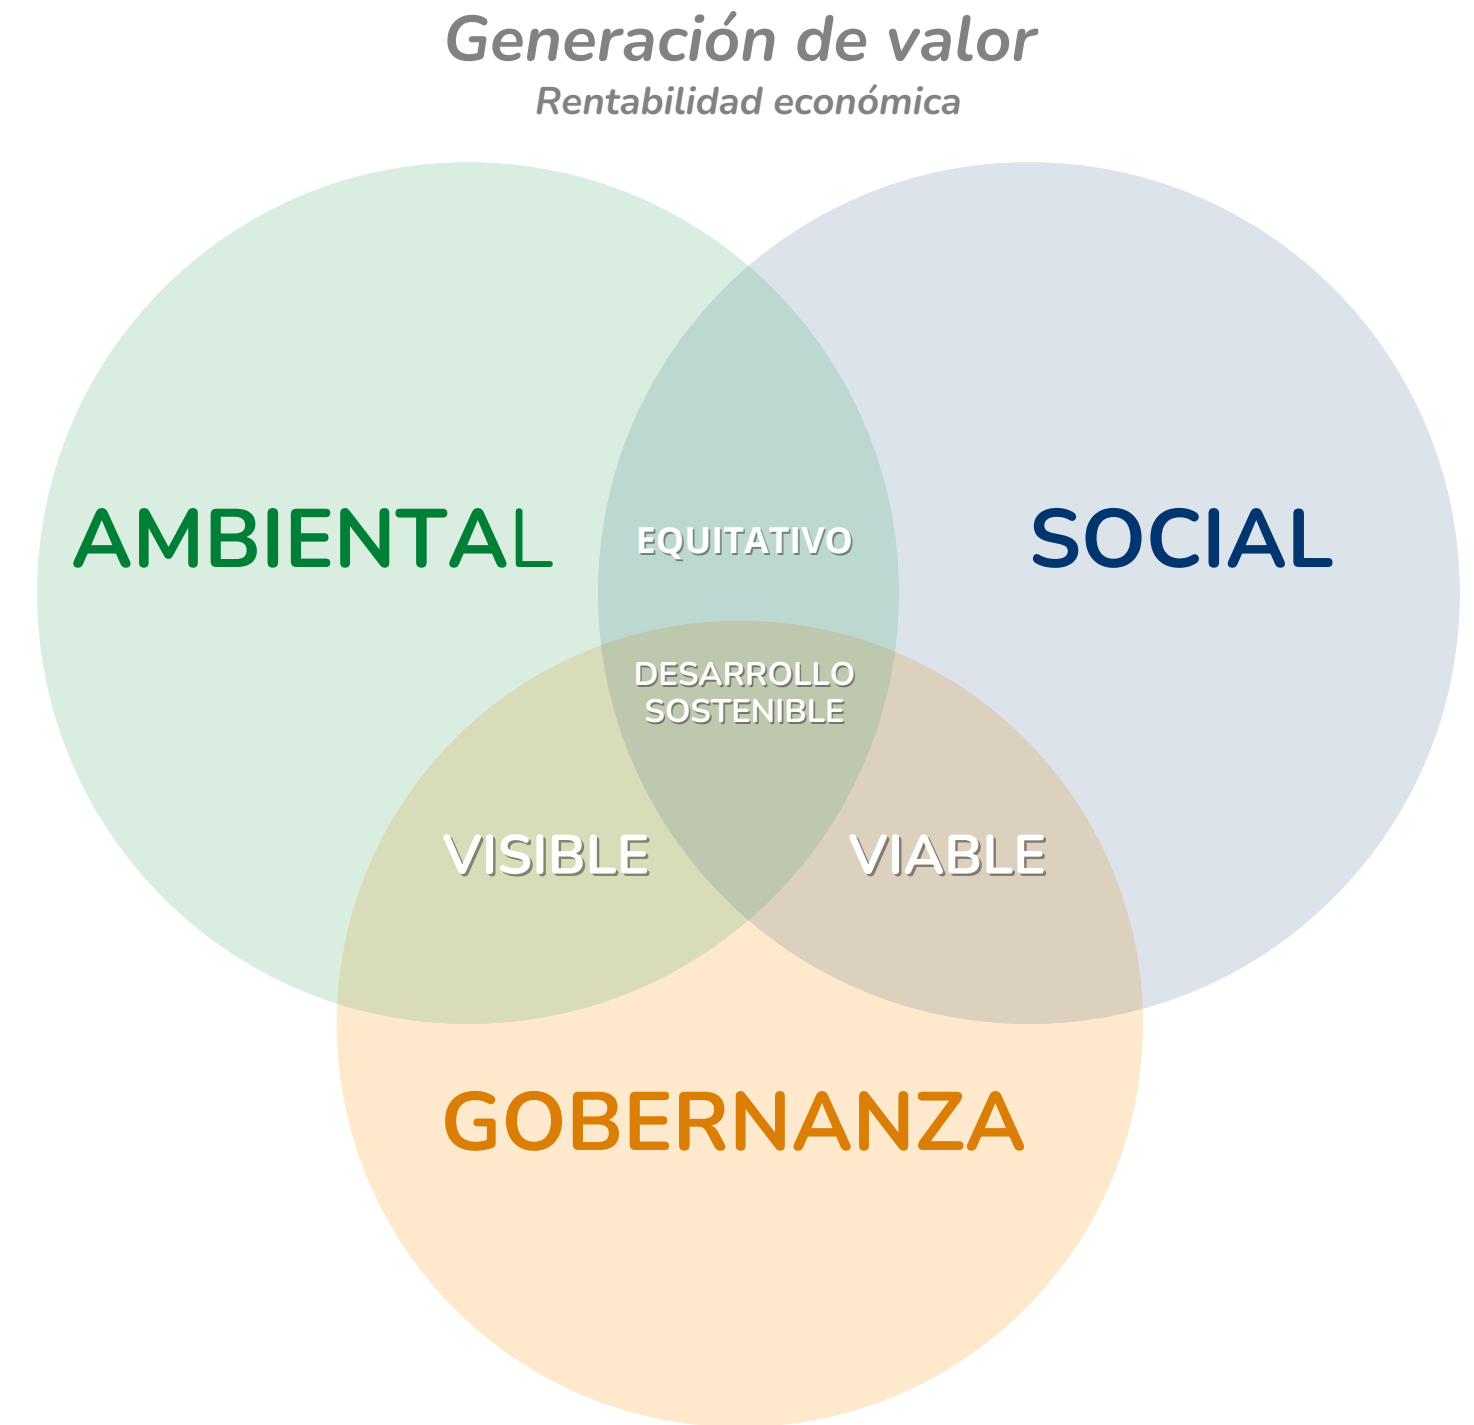 Generación de valor
Rentabilidad económica
AMBIENTAL
EQUITATIVO
SOCIAL
DESARROLLO
SOSTENIBLE
VISIBLE
VIABLE
GOBERNANZA